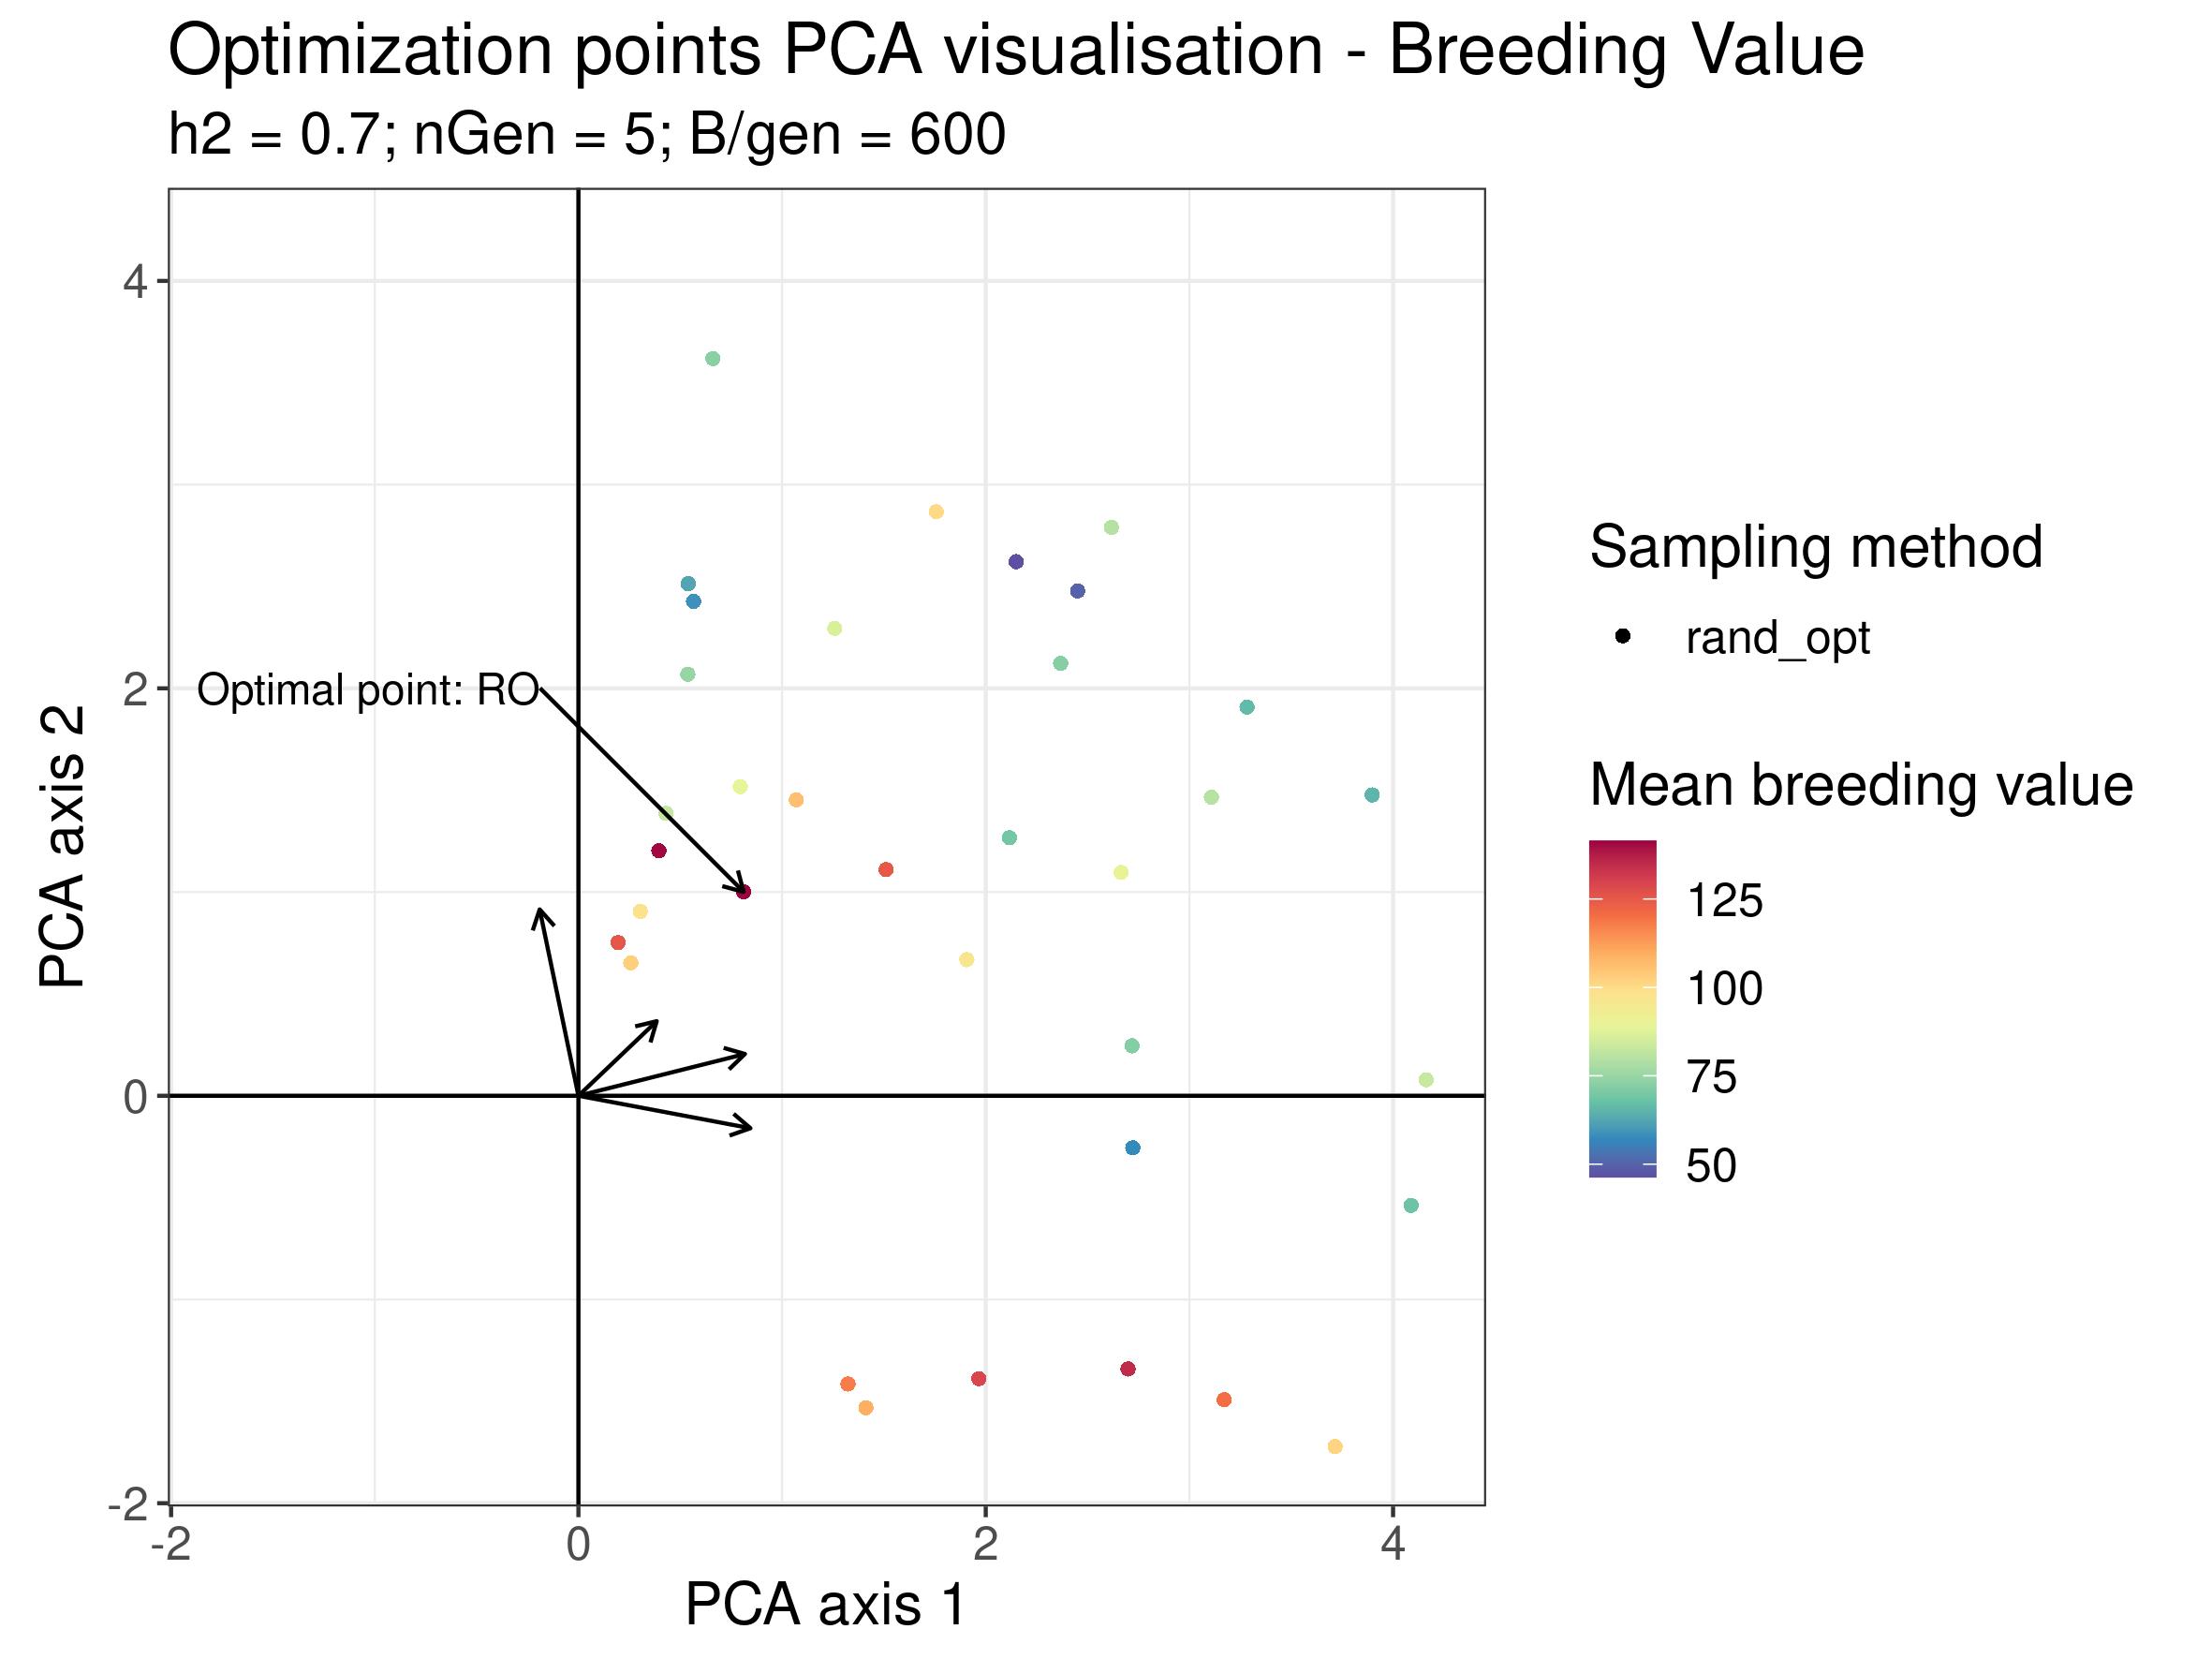 Optimization points PCA visualisation - Breeding Value
h2 = 0.7; nGen = 5; B/gen = 600
PCA axis 2
4
2
0
-2
Optimal point: RO
-2
0
2
4
PCA axis 1
Sampling method
rand_opt
Mean breeding value
125
100
75
50